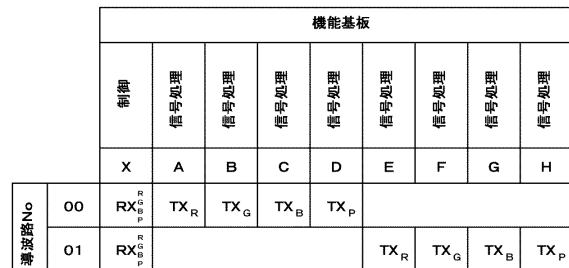 機能基板
制御 信号処理 信号処理 信号処理 信号処理 信号処理 信号処理 信号処理 信号処理
X A B C D E F G H
導波路No
00 RX R G B P TX R TX G TX B TX P
01 RX R G B P TX R TX G TX B TX P